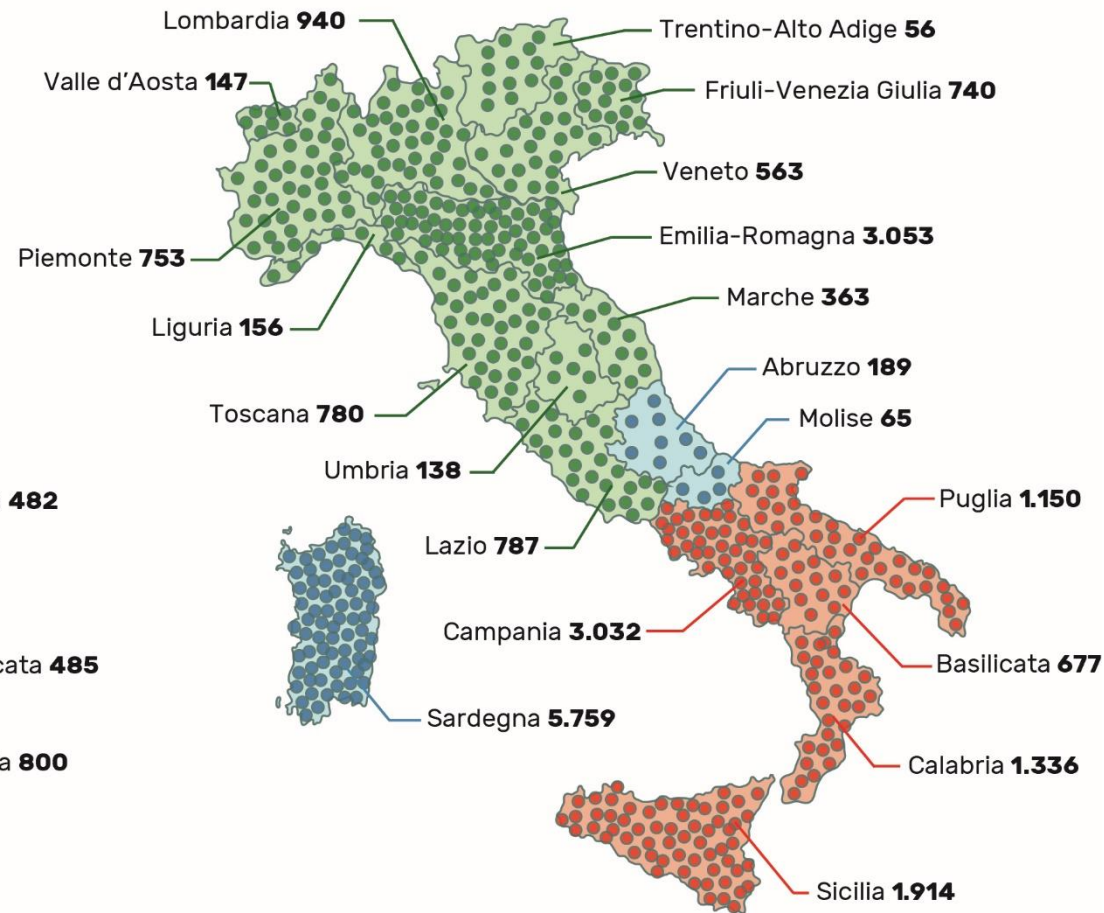 Lombardia 940
Trentino-Alto Adige 56
Valle d'Aosta 147
Friuli-Venezia Giulia 740
Veneto 563
Emilia-Romagna 3.053
Piemonte 753
Marche 363
Liguria 156
Abruzzo 189
Toscana 780
Molise 65
Umbria 138
482
Puglia 1.150
Lazio 787
Campania 3.032
cata 485
Basilicata 677
Sardegna 5.759
a 800
Calabria 1.336
Sicilia 1.914